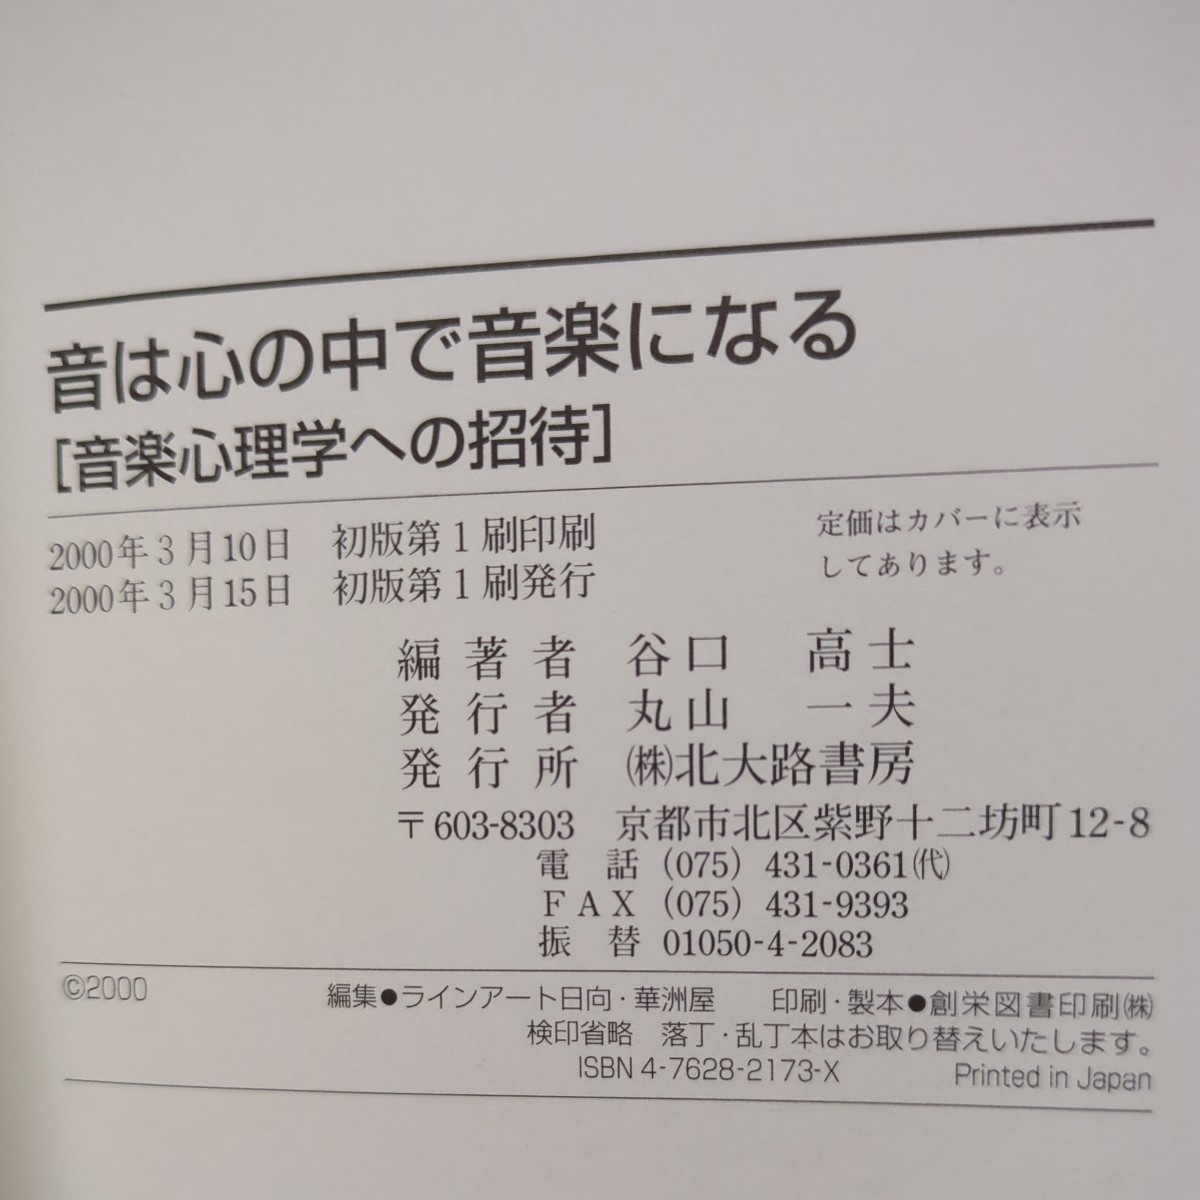 音は心の中で音楽になる
[音楽心理学への招待]
2000年3月10日 初版第1刷印刷
2000年3月15日 初版第1刷発行
定価はカバーに表示
してあります。
編著者 谷口 高士
発行者 丸山 一夫
発行所 ㈱北大路書房
〒603-8303 京都市北区紫野十二坊町12-8
電話 (075) 431-0361㈹
FAX (075) 431-9393
振替 01050-4-2083
©2000
編集●ラインアート日向・華洲屋 印刷・製本●創栄図書印刷㈱
検印省略 落丁・乱丁本はお取り替えいたします。
ISBN 4-7628-2173-X Printed in Japan